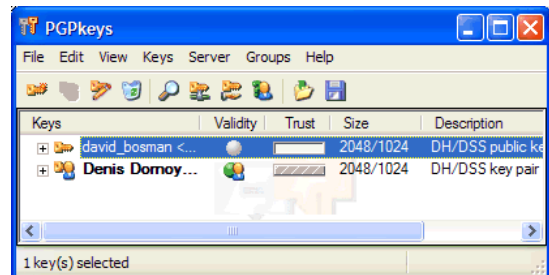 PGPkeys
File Edit View Keys Server Groups Help
Keys Validity Trust Size Description
david_bosman <... 2048/1024 DH/DSS public ke
Denis Dornoy... 2048/1024 DH/DSS key pair
1 key(s) selected